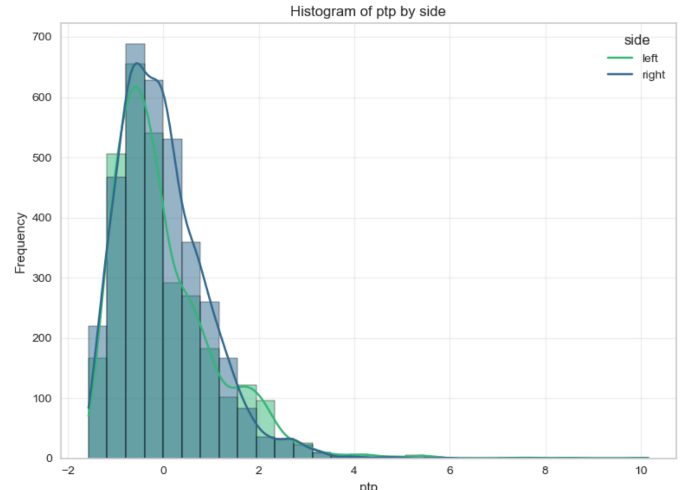 Histogram of ptp by side
side
left
right
Frequency
700
600
500
400
300
200
100
0
−2 0 2 4 6 8 10
ptp